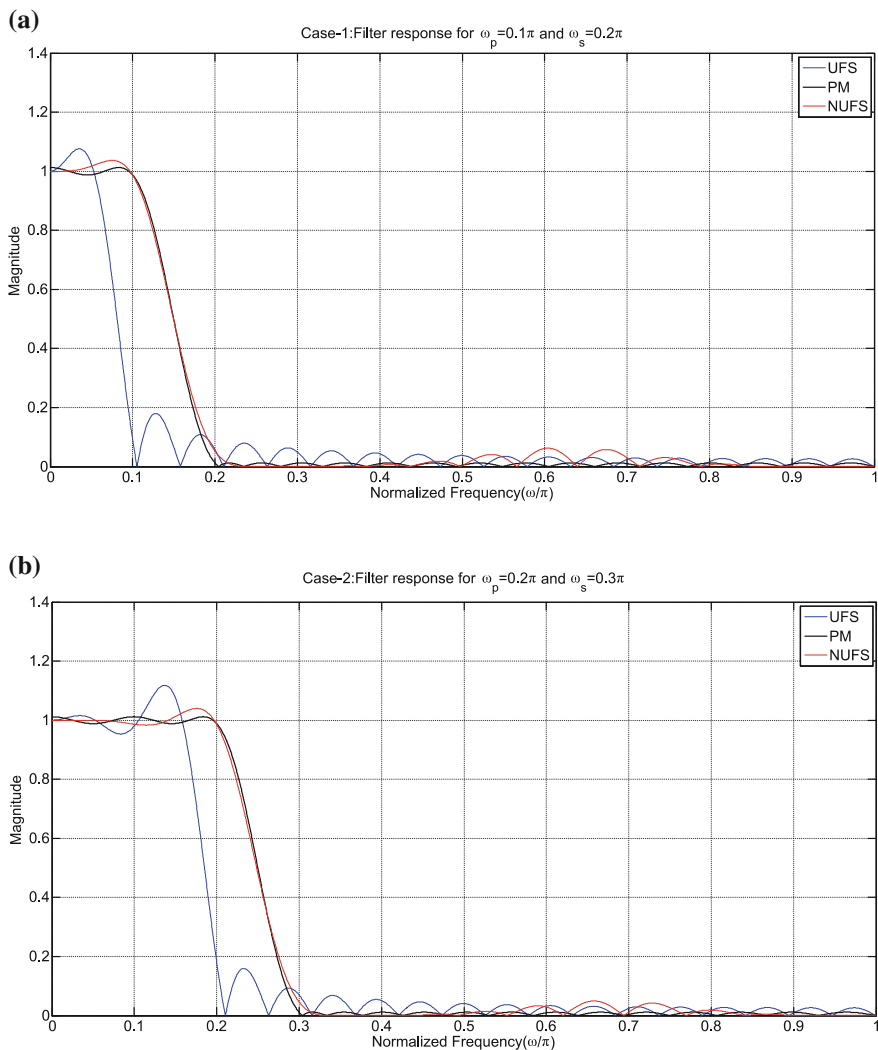 (a)
Case-1:Filter response for ωp=0.1π and ωs=0.2π
1.4
1.2
1
0.8
0.6
0.4
0.2
0
Magnitude
UFS
PM
NUFS
0 0.1 0.2 0.3 0.4 0.5 0.6 0.7 0.8 0.9 1
Normalized Frequency(ω/π)
(b)
Case-2:Filter response for ωp=0.2π and ωs=0.3π
1.4
1.2
1
0.8
0.6
0.4
0.2
0
Magnitude
UFS
PM
NUFS
0 0.1 0.2 0.3 0.4 0.5 0.6 0.7 0.8 0.9 1
Normalized Frequency(ω/π)